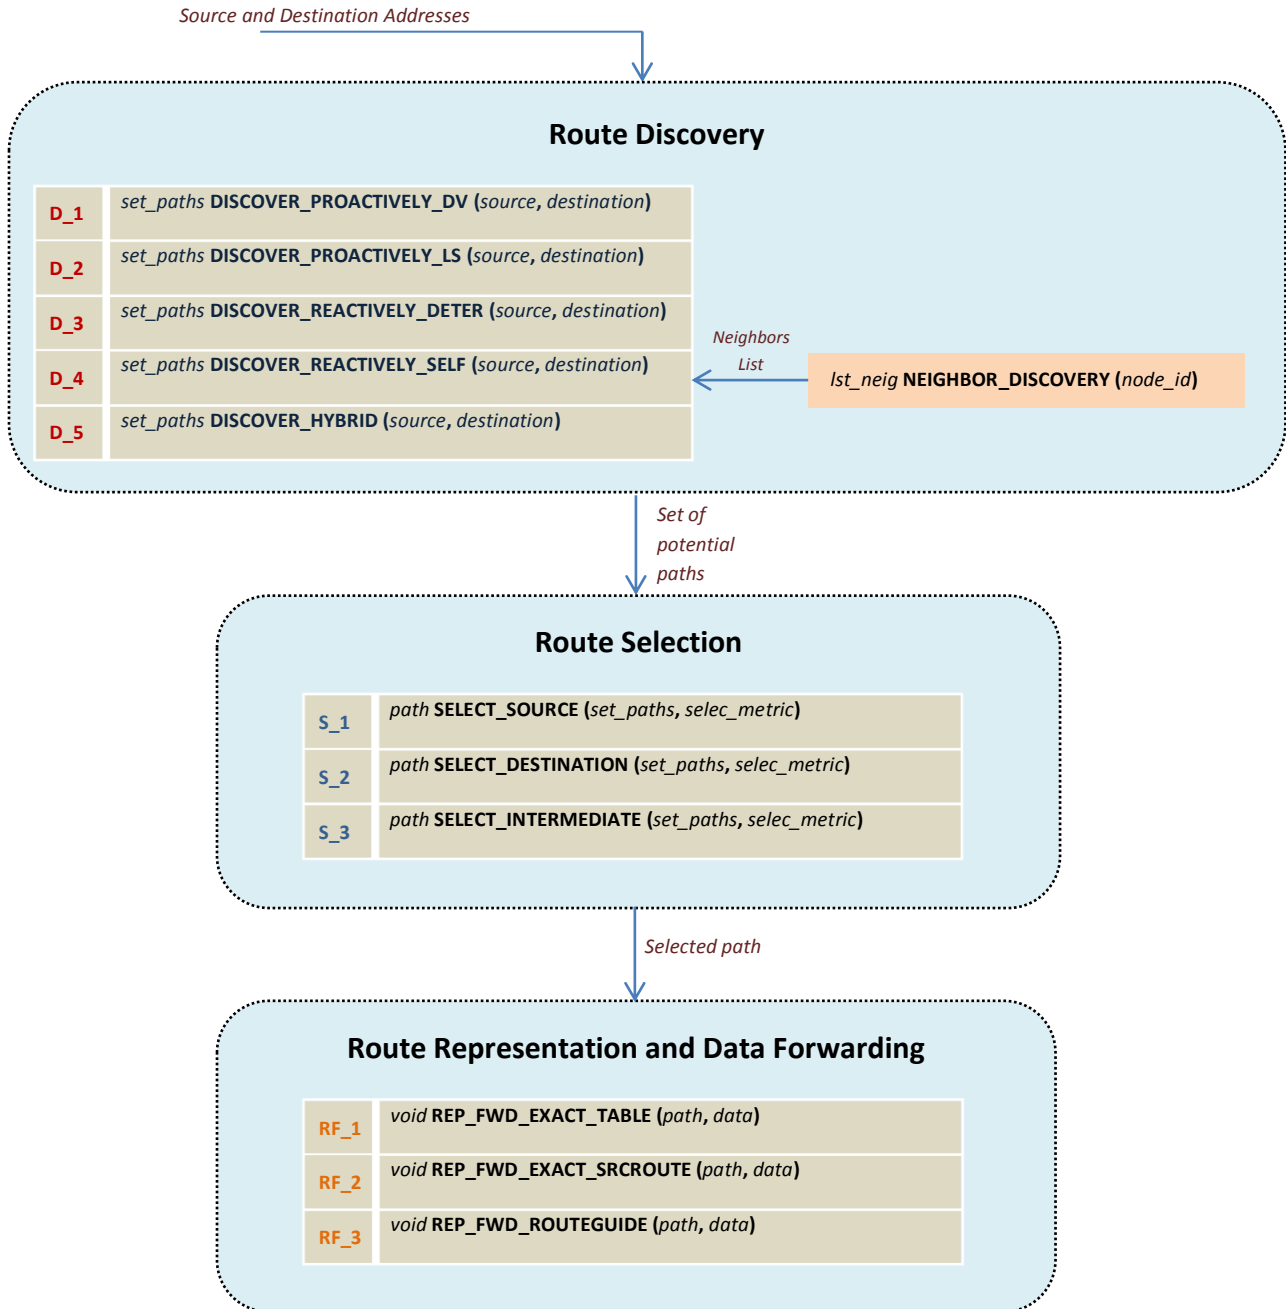 Source and Destination Addresses
Route Discovery
D_1 set_paths DISCOVER_PROACTIVELY_DV (source, destination)
D_2 set_paths DISCOVER_PROACTIVELY_LS (source, destination)
D_3 set_paths DISCOVER_REACTIVELY_DETER (source, destination)
D_4 set_paths DISCOVER_REACTIVELY_SELF (source, destination)
D_5 set_paths DISCOVER_HYBRID (source, destination)
Neighbors
List
lst_neig NEIGHBOR_DISCOVERY (node_id)
Set of
potential
paths
Route Selection
S_1 path SELECT_SOURCE (set_paths, selec_metric)
S_2 path SELECT_DESTINATION (set_paths, selec_metric)
S_3 path SELECT_INTERMEDIATE (set_paths, selec_metric)
Selected path
Route Representation and Data Forwarding
RF_1 void REP_FWD_EXACT_TABLE (path, data)
RF_2 void REP_FWD_EXACT_SRCROUTE (path, data)
RF_3 void REP_FWD_ROUTEGUIDE (path, data)